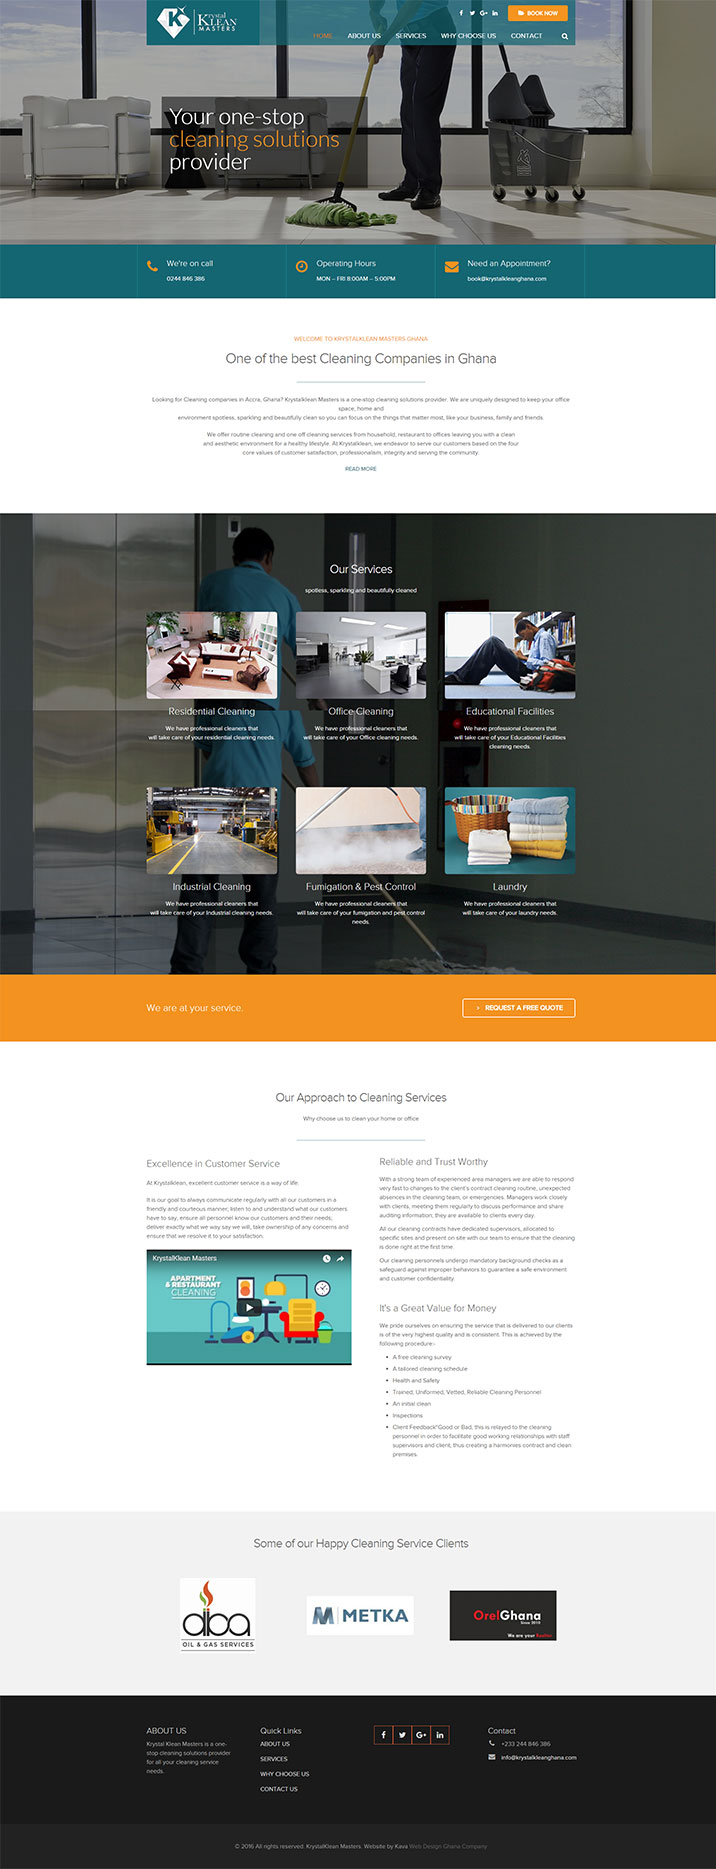 Krystal
KLEAN
MASTERS
BOOK NOW
HOME ABOUT US SERVICES WHY CHOOSE US CONTACT
Your one-stop
cleaning solutions
provider
We're on call
0244 846 386
Operating Hours
MON – FRI 8:00AM – 5:00PM
Need an Appointment?
book@krystalkleanghana.com
WELCOME TO KRYSTALKLEAN MASTERS GHANA
One of the best Cleaning Companies in Ghana
Looking for Cleaning companies in Accra, Ghana? Krystalklean Masters is a one-stop cleaning solutions provider. We are uniquely designed to keep your office
space, home and
environment spotless, sparkling and beautifully clean so you can focus on the things that matter most, like your business, family and friends.
We offer routine cleaning and one off cleaning services from household, restaurant to offices leaving you with a clean
and aesthetic environment for a healthy lifestyle. At Krystalklean, we endeavor to serve our customers based on the four
core values of customer satisfaction, professionalism, integrity and serving the community.
READ MORE
Our Services
spotless, sparkling and beautifully cleaned
Residential Cleaning
We have professional cleaners that
will take care of your residential cleaning needs.
Office Cleaning
We have professional cleaners that
will take care of your Office cleaning needs.
Educational Facilities
We have professional cleaners that
will take care of your Educational Facilities
cleaning needs.
Industrial Cleaning
We have professional cleaners that
will take care of your Industrial cleaning needs.
Fumigation & Pest Control
We have professional cleaners that
will take care of your fumigation and pest control
needs.
Laundry
We have professional cleaners that
will take care of your laundry needs.
We are at your service.
REQUEST A FREE QUOTE
Our Approach to Cleaning Services
Why choose us to clean your home or office
Excellence in Customer Service
At Krystalklean, excellent customer service is a way of life.
It is our goal to always communicate regularly with all our customers in a
friendly and courteous manner, listen to and understand what our customers
have to say, ensure all personnel know our customers and their needs,
deliver exactly what we way say we will, take ownership of any concerns and
ensure that we resolve it to your satisfaction.
KrystalKlean Masters
APARTMENT
& RESTAURANT
CLEANING
Reliable and Trust Worthy
With a strong team of experienced area managers we are able to respond
very fast to changes to the client's contract cleaning routine, unexpected
absences in the cleaning team, or emergencies. Managers work closely
with clients, meeting them regularly to discuss performance and share
auditing information, they are available to clients every day.
All our cleaning contracts have dedicated supervisors, allocated to
specific sites and present on site with our team to ensure that the cleaning
is done right at the first time.
Our cleaning personnels undergo mandatory background checks as a
safeguard against improper behaviors to guarantee a safe environment
and customer confidentiality.
It's a Great Value for Money
We pride ourselves on ensuring the service that is delivered to our clients
is of the very highest quality and is consistent. This is achieved by the
following procedure:-
• A free cleaning survey
• A tailored cleaning schedule
• Health and Safety
• Trained, Uniformed, Vetted, Reliable Cleaning Personnel
• An initial clean
• Inspections
• Client Feedback"Good or Bad, this is relayed to the cleaning
personnel in order to facilitate good working relationships with staff
supervisors and client, thus creating a harmonies contract and clean
premises.
Some of our Happy Cleaning Service Clients
diba
OIL & GAS SERVICES
METKA
OrelGhana
Since 2010
We are your Realtor
ABOUT US
Krystal Klean Masters is a one-
stop cleaning solutions provider
for all your cleaning service
needs.
Quick Links
ABOUT US
SERVICES
WHY CHOOSE US
CONTACT US
Contact
+233 244 846 386
info@krystalkleanghana.com
© 2016 All rights reserved. KrystalKlean Masters. Website by Kava Web Design Ghana Company